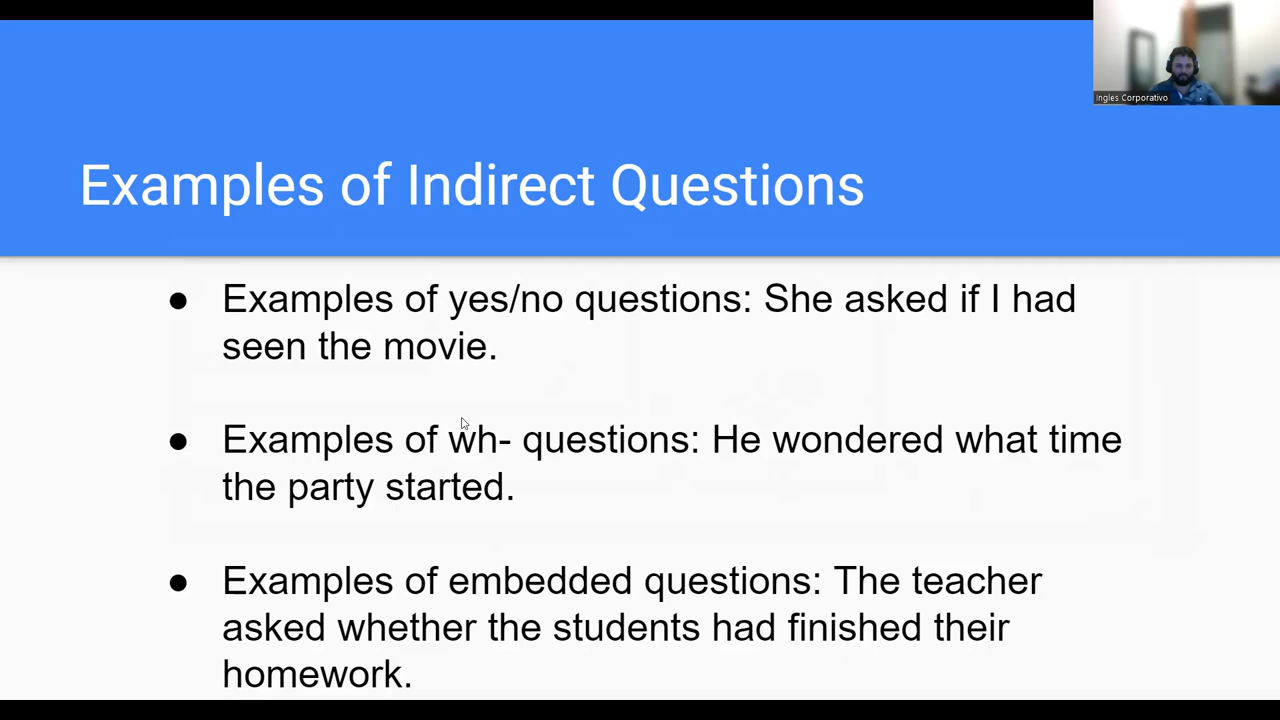 Ingles Corporativo
Examples of Indirect Questions
● Examples of yes/no questions: She asked if I had
seen the movie.
● Examples of wh- questions: He wondered what time
the party started.
● Examples of embedded questions: The teacher
asked whether the students had finished their
homework.